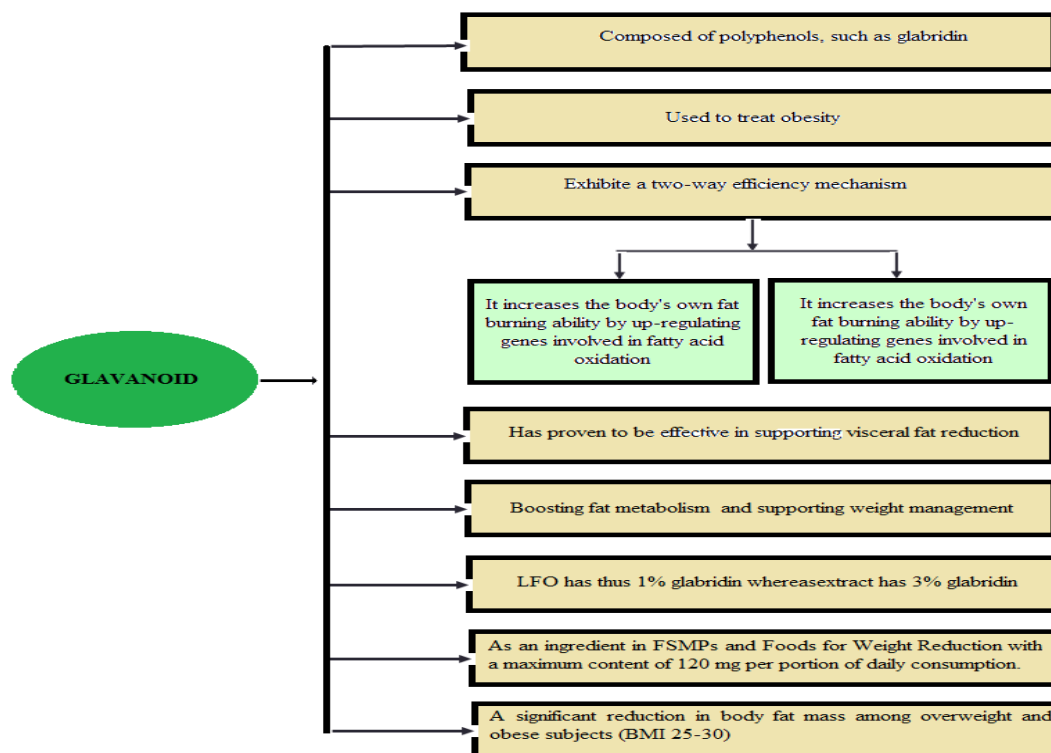 Composed of polyphenols, such as glabridin
Used to treat obesity
Exhibite a two-way efficiency mechanism
It increases the body's own fat
burning ability by up-regulating
genes involved in fatty acid
oxidation
It increases the body's own
fat burning ability by up-
regulating genes involved in
fatty acid oxidation
GLAVANOID
Has proven to be effective in supporting visceral fat reduction
Boosting fat metabolism and supporting weight management
LFO has thus 1% glabridin whereasextract has 3% glabridin
As an ingredient in FSMPs and Foods for Weight Reduction with
a maximum content of 120 mg per portion of daily consumption.
A significant reduction in body fat mass among overweight and
obese subjects (BMI 25-30)